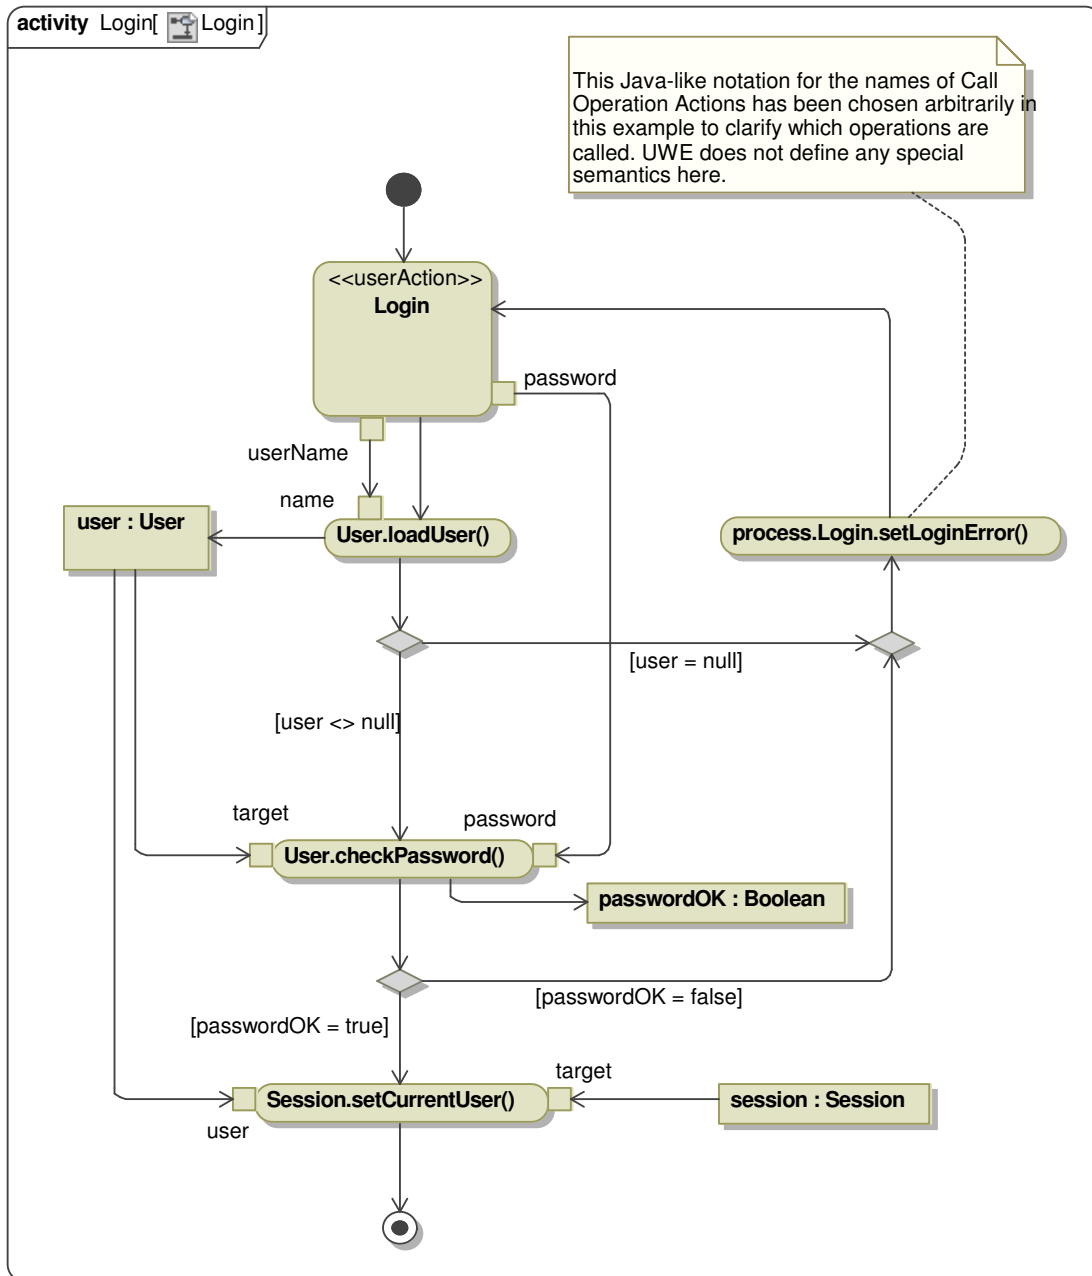 activity Login[ Login ]
This Java-like notation for the names of Call
Operation Actions has been chosen arbitrarily in
this example to clarify which operations are
called. UWE does not define any special
semantics here.
<<userAction>>
Login
password
userName
name
user : User
User.loadUser()
process.Login.setLoginError()
[user = null]
[user <> null]
target
password
User.checkPassword()
passwordOK : Boolean
[passwordOK = false]
[passwordOK = true]
target
Session.setCurrentUser()
session : Session
user